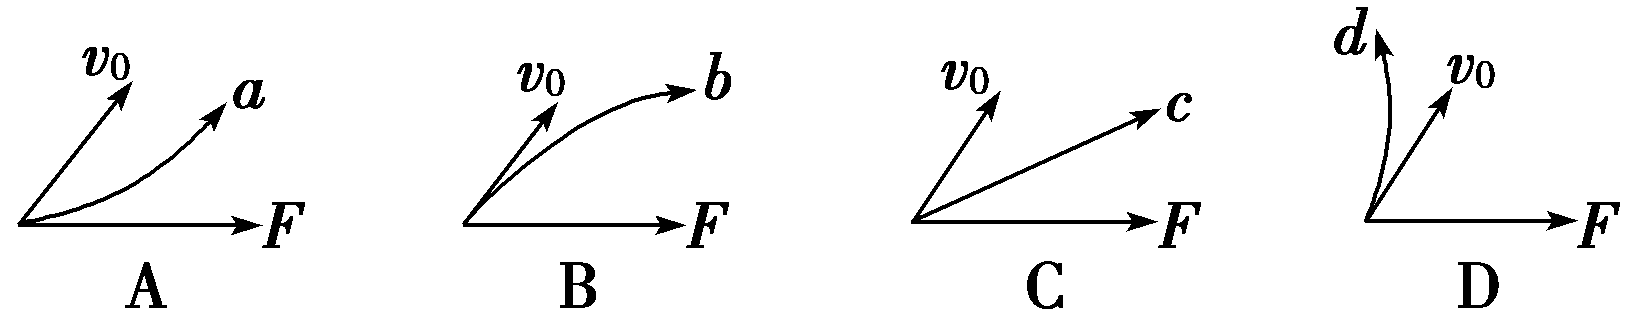 v₀ a F
v₀ b F
v₀ c F
d v₀ F
A B C D